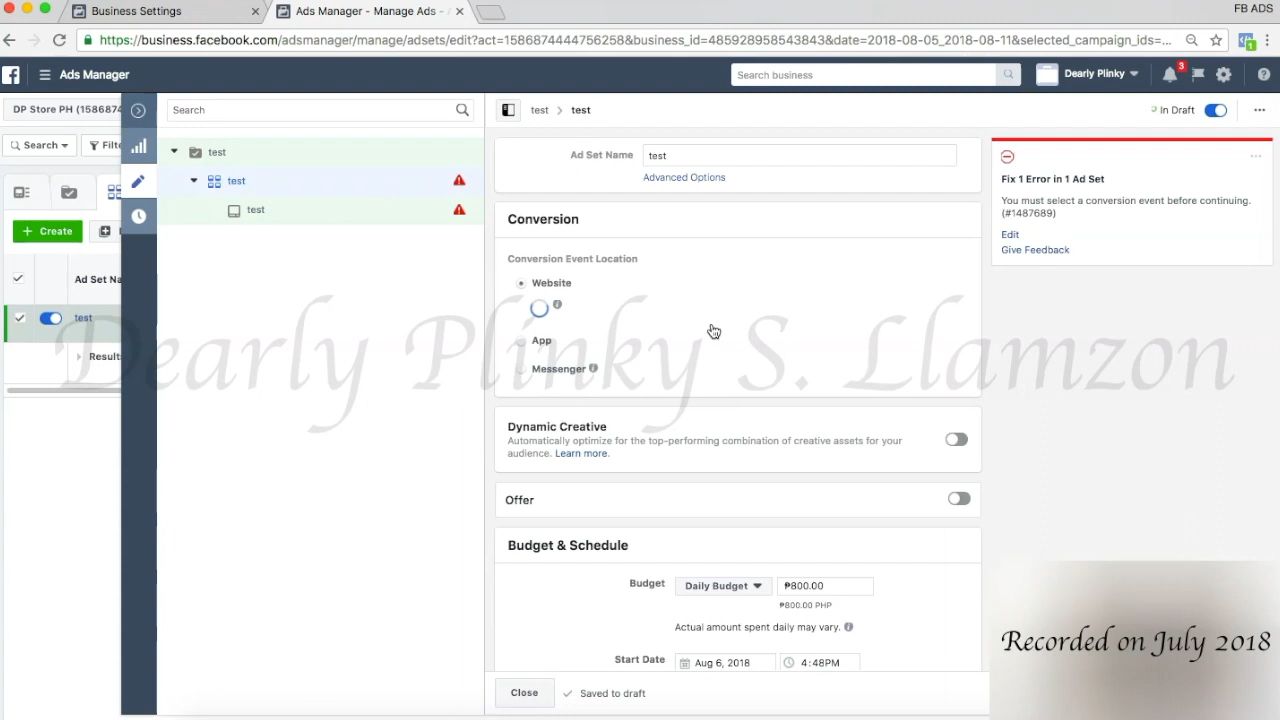 Business Settings
Ads Manager - Manage Ads -
FB ADS
https://business.facebook.com/adsmanager/manage/adsets/edit?act=1586874444756258&business_id=485928958543843&date=2018-08-05_2018-08-11&selected_campaign_ids=...
1
Ads Manager
Search business
Dearly Plinky
3
DP Store PH (1586874
Search
test > test
In Draft
Search
Filte
Ad Set Name
test
Advanced Options
test
test
test
+ Create
Ad Set Na
test
Results
Fix 1 Error in 1 Ad Set
You must select a conversion event before continuing.
(#1487689)
Edit
Give Feedback
Conversion
Conversion Event Location
Website
App
Messenger
Dearly Plinky S. Llamzon
Dynamic Creative
Automatically optimize for the top-performing combination of creative assets for your
audience. Learn more.
Offer
Budget & Schedule
Budget
Daily Budget
₱800.00
₱800.00 PHP
Actual amount spent daily may vary.
Start Date
Aug 6, 2018
4:48PM
Close
Saved to draft
Recorded on July 2018